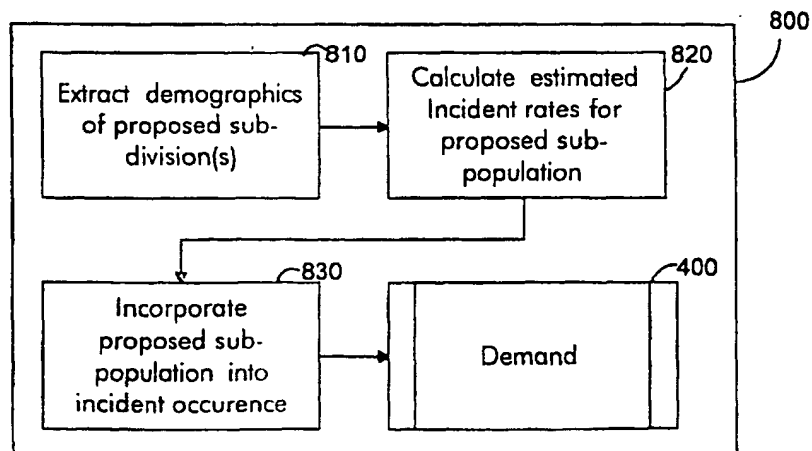 800
810
Extract demographics
of proposed sub-
division(s)
820
Calculate estimated
Incident rates for
proposed sub-
population
830
Incorporate
proposed sub-
population into
incident occurence
400
Demand